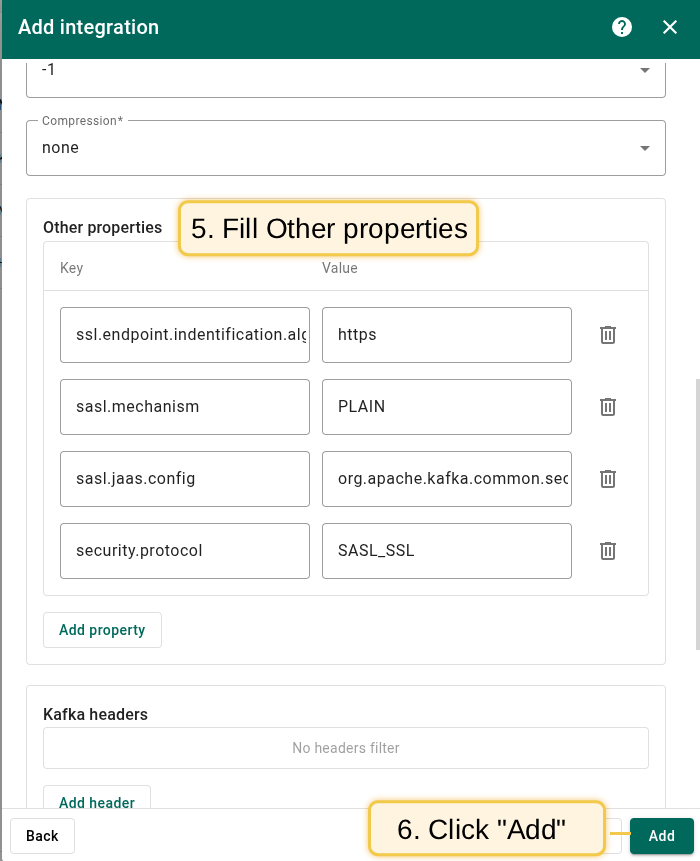 Add integration
-1
Compression*
none
Other properties
5. Fill Other properties
Key Value
ssl.endpoint.indentification.alg https
sasl.mechanism PLAIN
sasl.jaas.config org.apache.kafka.common.sec
security.protocol SASL_SSL
Add property
Kafka headers
No headers filter
Add header
Back
6. Click "Add"
Add